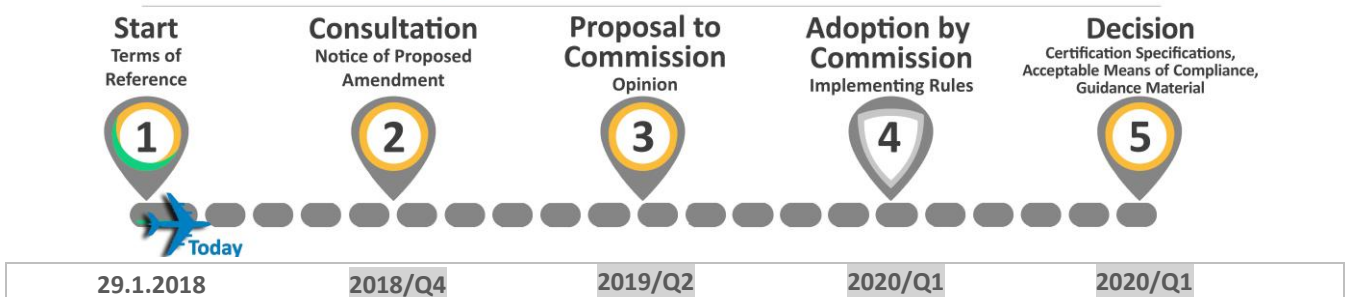 Start
Terms of
Reference
Consultation
Notice of Proposed
Amendment
Proposal to
Commission
Opinion
Adoption by
Commission
Implementing Rules
Decision
Certification Specifications,
Acceptable Means of Compliance,
Guidance Material
1
2
3
4
5
Today
29.1.2018
2018/Q4
2019/Q2
2020/Q1
2020/Q1